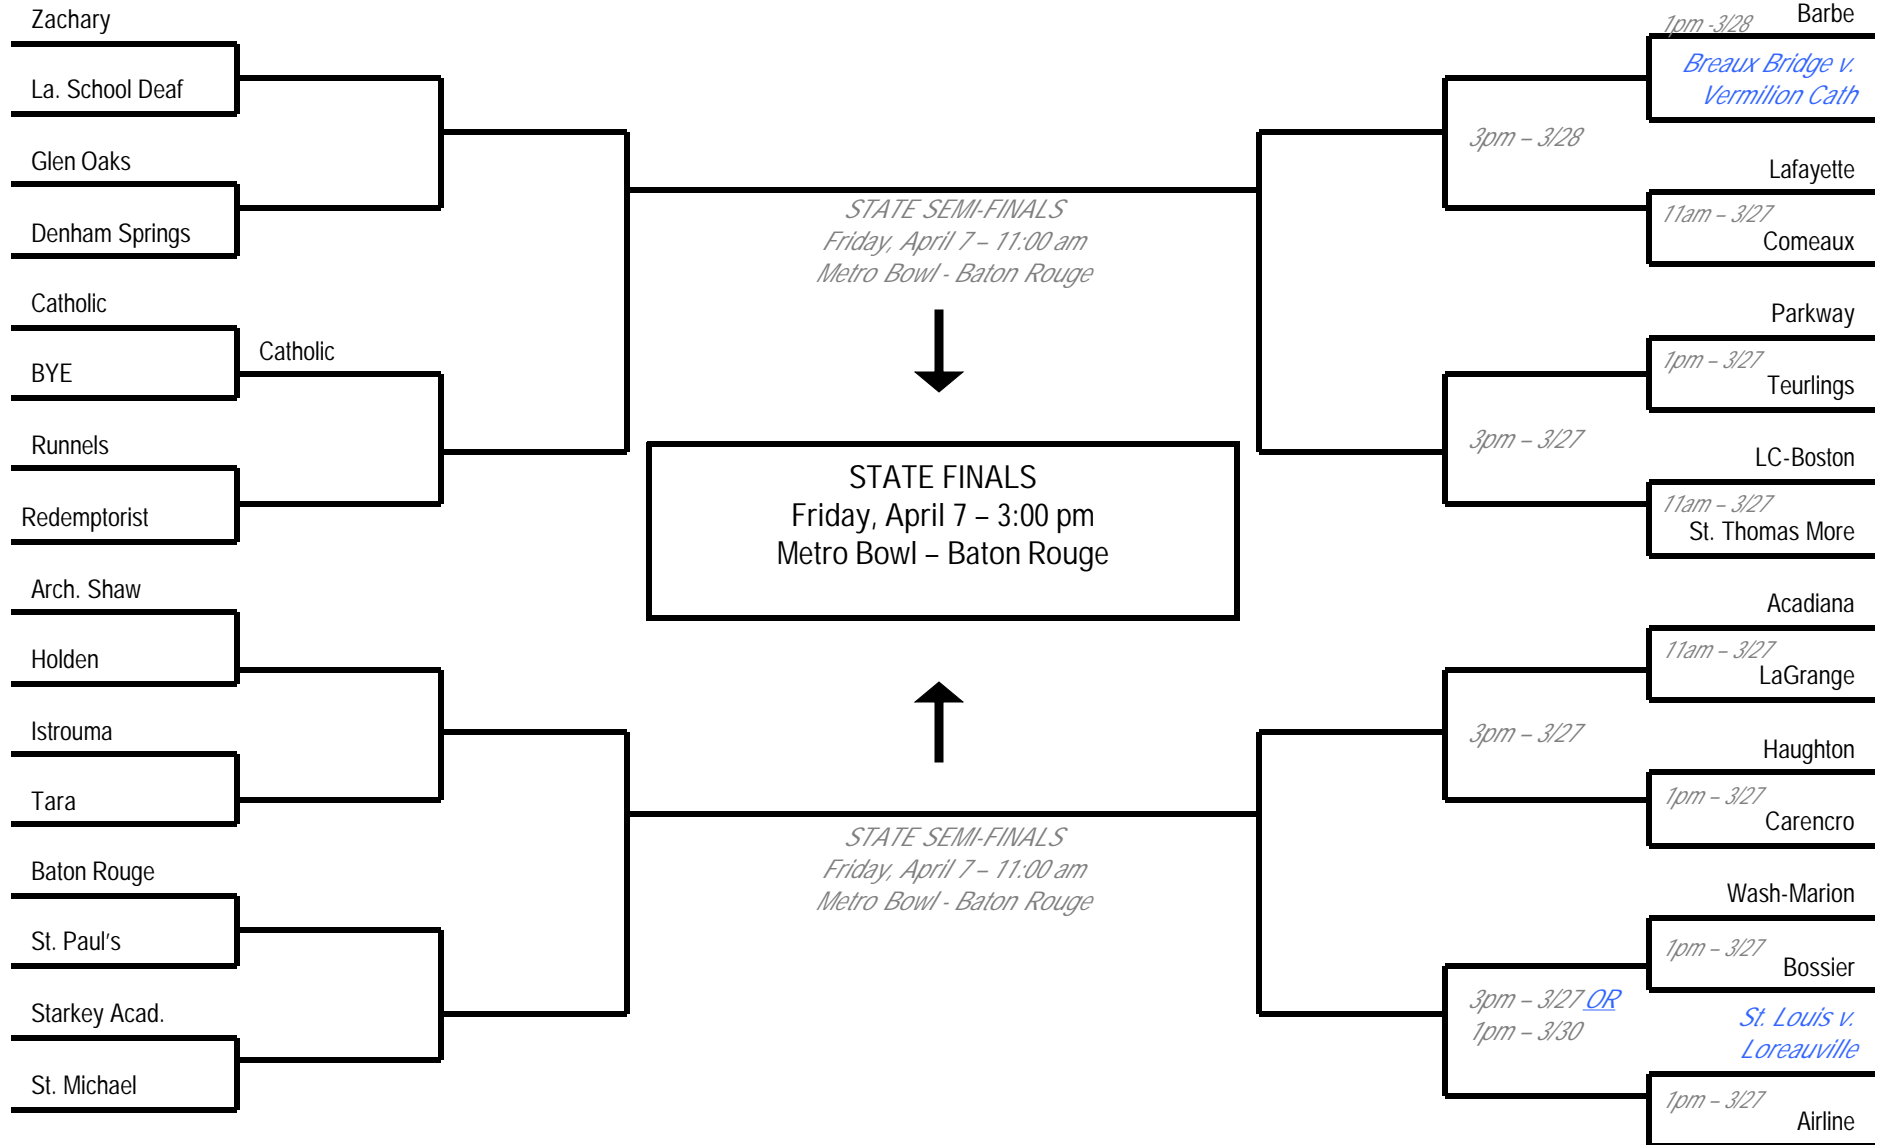 Zachary
La. School Deaf
Glen Oaks
Denham Springs
Catholic
BYE
Catholic
Runnels
Redemptorist
Arch. Shaw
Holden
Istrouma
Tara
Baton Rouge
St. Paul's
Starkey Acad.
St. Michael
STATE SEMI-FINALS
Friday, April 7 – 11:00 am
Metro Bowl - Baton Rouge
STATE FINALS
Friday, April 7 – 3:00 pm
Metro Bowl – Baton Rouge
STATE SEMI-FINALS
Friday, April 7 – 11:00 am
Metro Bowl - Baton Rouge
3pm – 3/28
3pm – 3/27
3pm – 3/27
3pm – 3/27 OR
1pm – 3/30
Barbe
1pm -3/28
Breaux Bridge v.
Vermilion Cath
Lafayette
11am – 3/27
Comeaux
Parkway
1pm – 3/27
Teurlings
LC-Boston
11am – 3/27
St. Thomas More
Acadiana
11am – 3/27
LaGrange
Haughton
1pm – 3/27
Carencro
Wash-Marion
1pm – 3/27
Bossier
St. Louis v.
Loreauville
1pm – 3/27
Airline